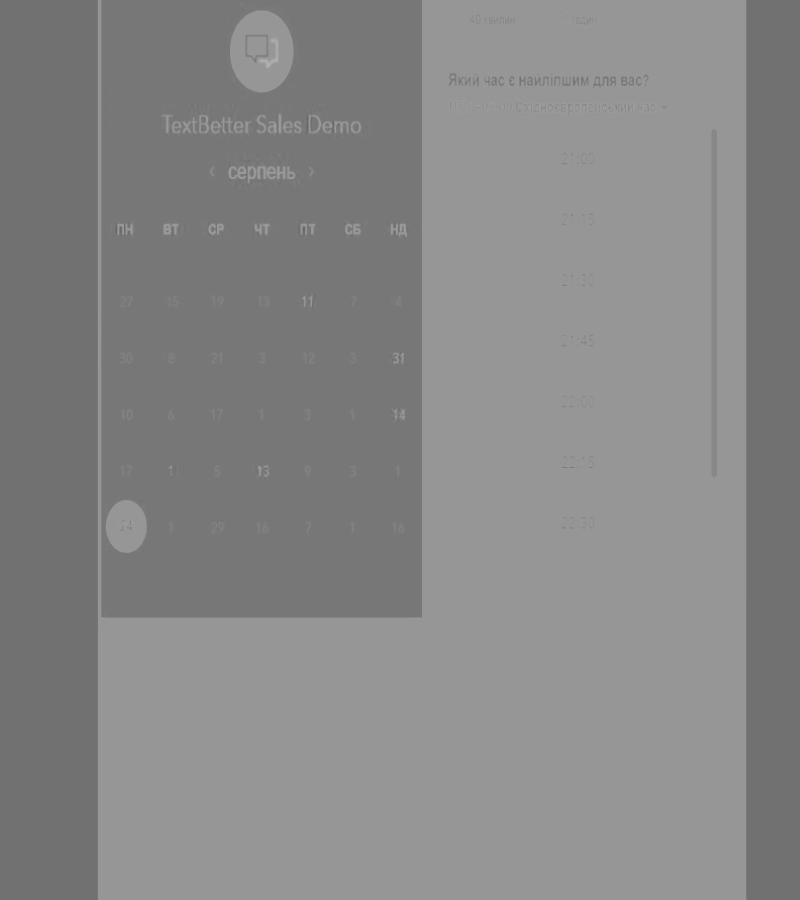 40 хвилин
TextBetter Sales Demo
‹ серпень ›
ПН ВТ СР ЧТ ПТ СБ НД
27 15 19 13 11 7 4
30 8 21 3 12 3 31
10 6 17 1 3 1 14
17 1 5 13 9 3 1
24 1 29 16 7 1 16
Який час є найліпшим для вас?
Східноєвропейський час
21:00
21:15
21:30
21:45
22:00
22:15
22:30